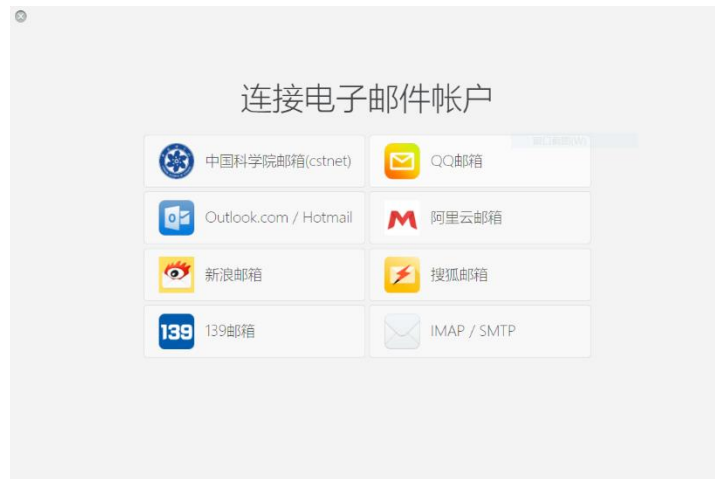 连接电子邮件帐户
中国科学院邮箱(cstnet)
QQ邮箱
Outlook.com / Hotmail
阿里云邮箱
新浪邮箱
搜狐邮箱
139
139邮箱
IMAP / SMTP